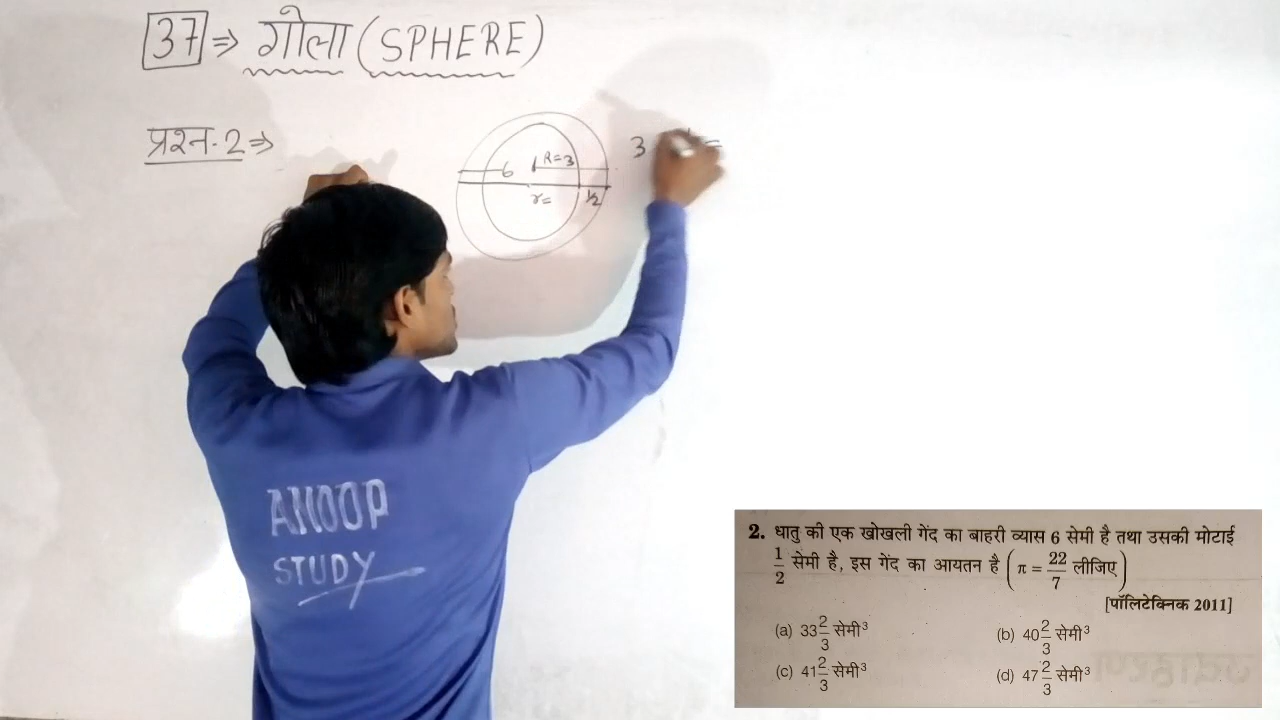 37 ⇒ गोला (SPHERE)
प्रश्न-2 ⇒
6 R=3
r= 1/2
3
ANOOP
STUDY
2. धातु की एक खोखली गेंद का बाहरी व्यास 6 सेमी है तथा उसकी मोटाई
1/2 सेमी है, इस गेंद का आयतन है (π = 22/7 लीजिए)
[पॉलिटेक्निक 2011]
(a) 33 2/3 सेमी³ (b) 40 2/3 सेमी³
(c) 41 2/3 सेमी³ (d) 47 2/3 सेमी³